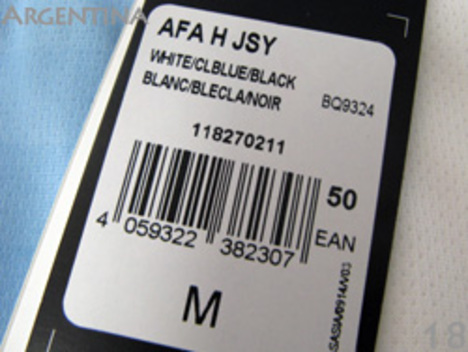 ARGENTINA
AFA H JSY
WHITE/CLBLUE/BLACK
BLANC/BLECLA/NOIR
BQ9324
118270211
50
4 059322 382307 EAN
M
18